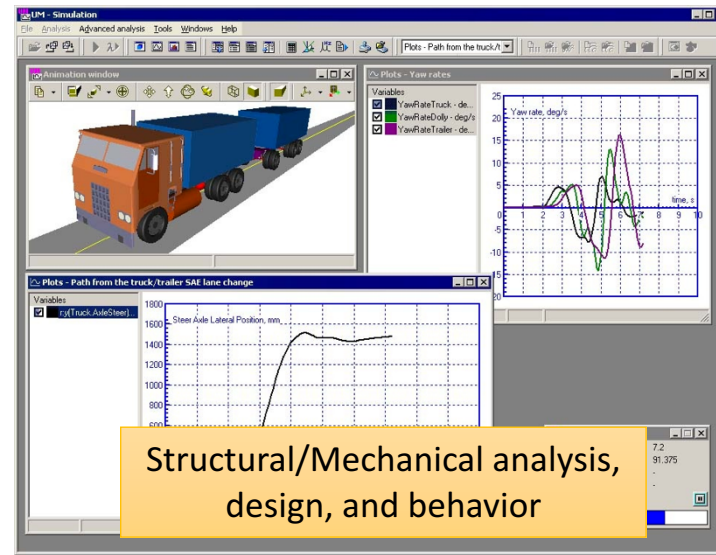 UM - Simulation
File Analysis Advanced analysis Tools Windows Help
Plots - Path from the truck/t
Animation window
Plots - Yaw rates
Variables
YawRateTruck - de...
YawRateDolly - deg/s
YawRateTrailer - de...
25
Yaw rate, deg/s
20
15
10
5
time, s
0
0 1 2 3 4 5 6 7 8 9 10
-5
-10
-15
20
Plots - Path from the truck/trailer SAE lane change
Variables
r:y(Truck.AxleSteer)...
1800
Steer Axle Lateral Position, mm
1600
1400
1200
1000
800
600
7.2
91.375
Structural/Mechanical analysis,
design, and behavior